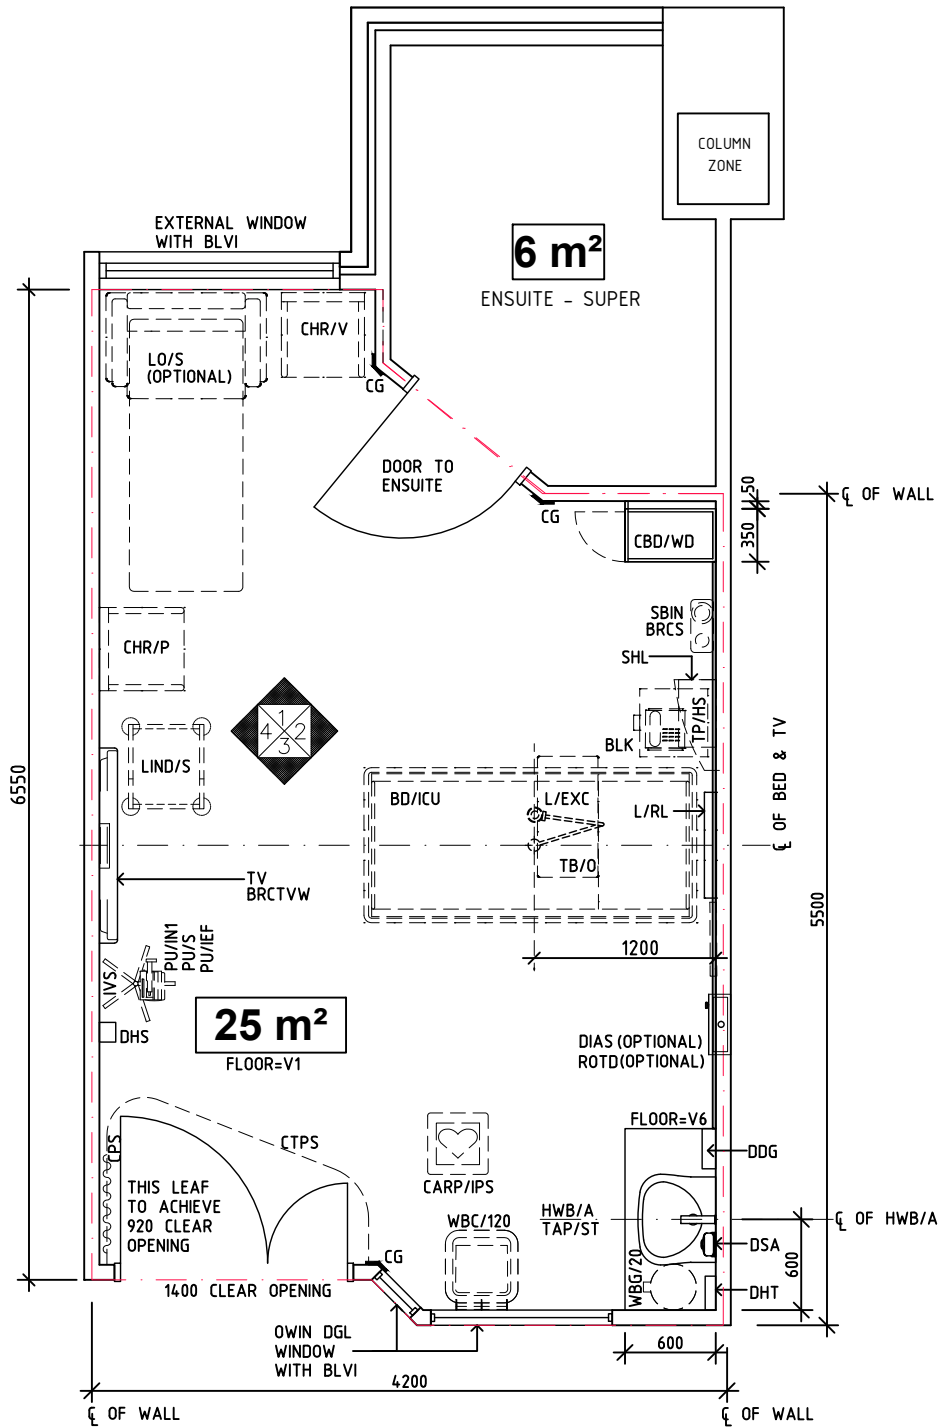 COLUMN
ZONE
EXTERNAL WINDOW
WITH BLVI
6 m²
ENSUITE - SUPER
CHR/V
LO/S
(OPTIONAL)
CG
DOOR TO
ENSUITE
CG
50
℄ OF WALL
350
CBD/WD
SBIN
BRCS
CHR/P
SHL
TP/HS
BLK
1
4 2
3
LIND/S
6550
BD/ICU
L/EXC
L/RL
℄ OF BED & TV
TB/O
TV
BRCTVW
5500
1200
PU/IN1
PU/S
PU/IEF
IVS
25 m²
DHS
FLOOR=V1
DIAS(OPTIONAL)
ROTD(OPTIONAL)
FLOOR=V6
CPS
CTPS
DDG
CARP/IPS
THIS LEAF
TO ACHIEVE
920 CLEAR
OPENING
WBC/120
HWB/A
TAP/ST
℄ OF HWB/A
DSA
600
CG
WBG/20
DHT
1400 CLEAR OPENING
OWIN DGL
WINDOW
WITH BLVI
600
4200
℄ OF WALL
℄ OF WALL